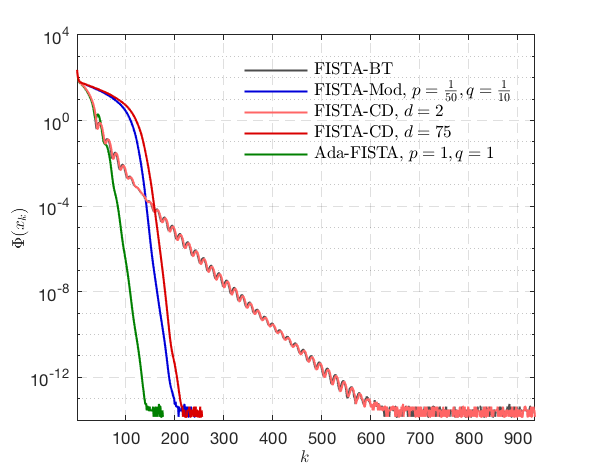 10^4
10^0
10^-4
10^-8
10^-12
Φ(x_k)
FISTA-BT
FISTA-Mod, p = 1/50, q = 1/10
FISTA-CD, d = 2
FISTA-CD, d = 75
Ada-FISTA, p = 1, q = 1
100 200 300 400 500 600 700 800 900
k